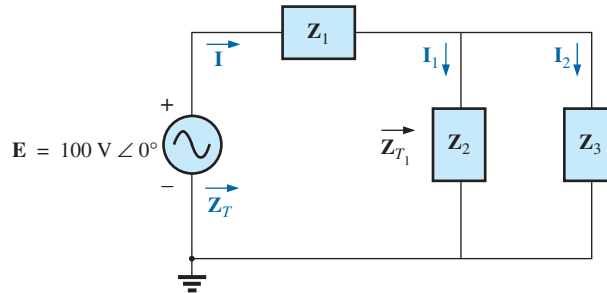 Z1
I
I1
I2
+
E = 100 V ∠ 0°
ZT1
Z2
Z3
−
ZT